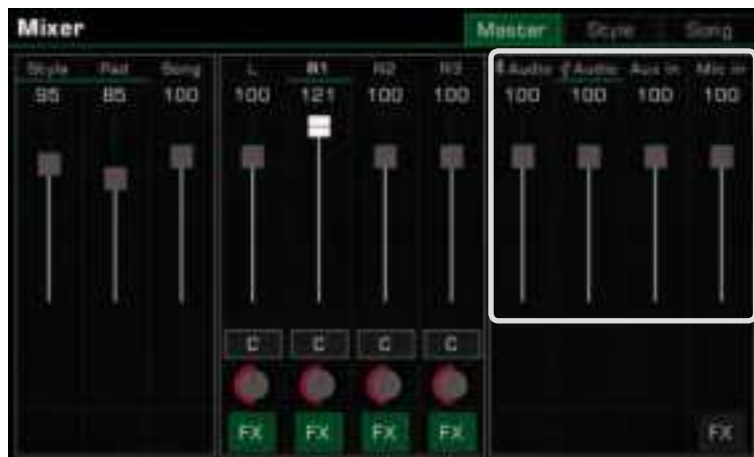 Mixer Master Style Song
Style Pad Song L R1 R2 R3 Audio Audio Aux in Mic in
95 85 100 100 121 100 100 100 100 100 100
C C C C
FX FX FX FX FX